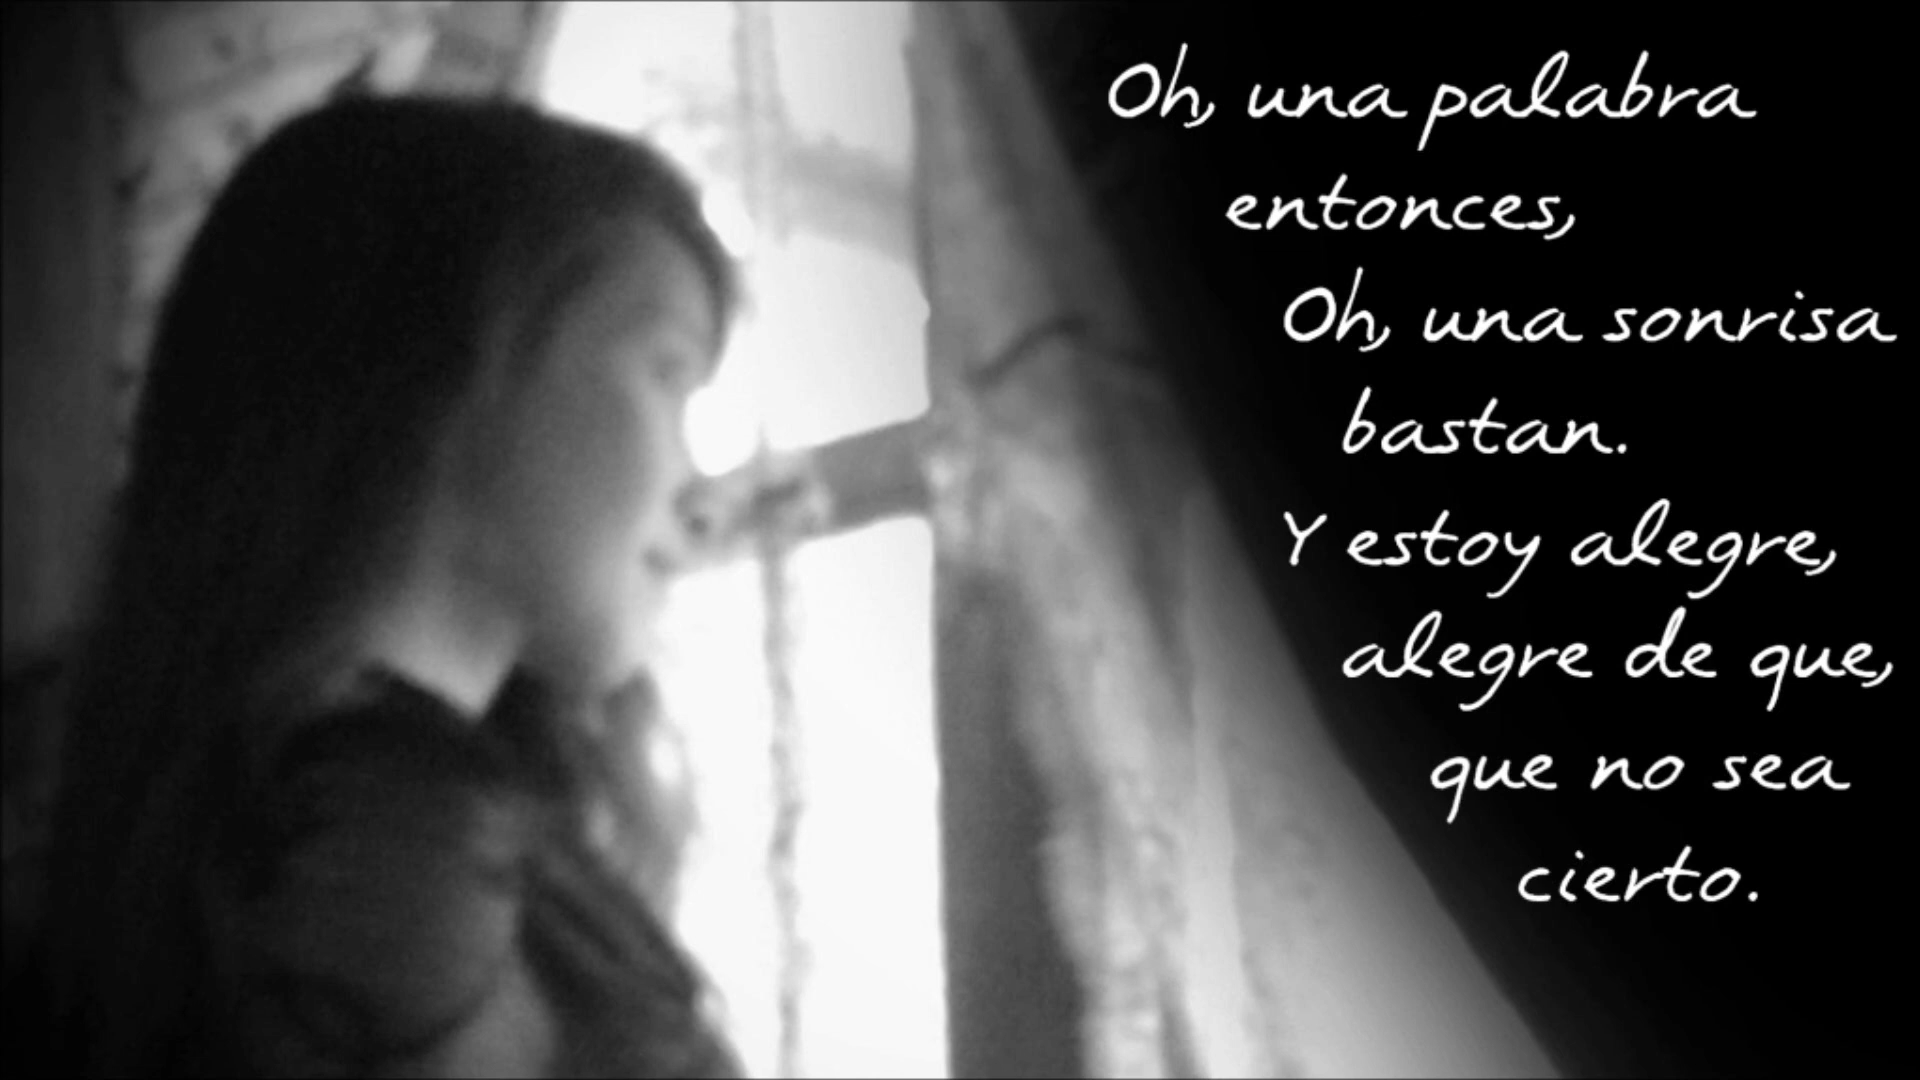 Oh, una palabra
entonces,
Oh, una sonrisa
bastan.
Y estoy alegre,
alegre de que,
que no sea
cierto.